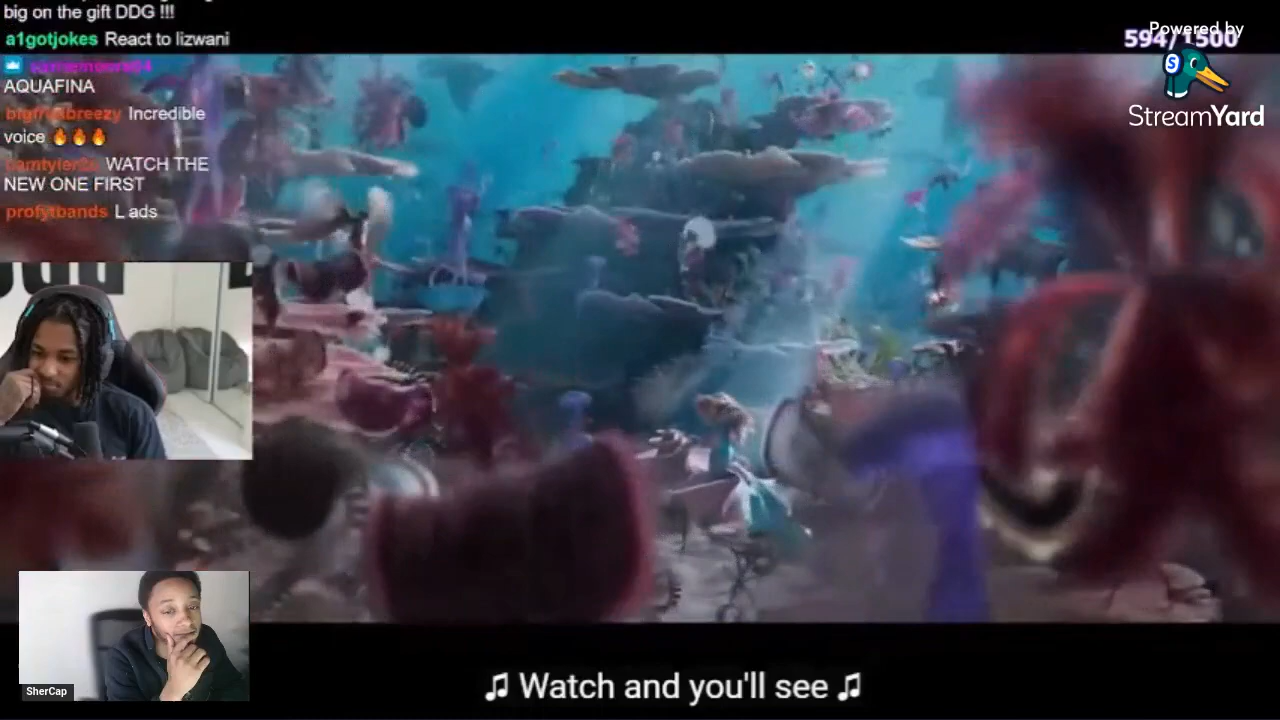 big on the gift DDG !!!
Powered by
a1gotjokes React to lizwani
594/1500
AQUAFINA
StreamYard
Incredible
voice 🔥🔥🔥
WATCH THE
NEW ONE FIRST
L ads
SherCap
♫ Watch and you'll see ♫